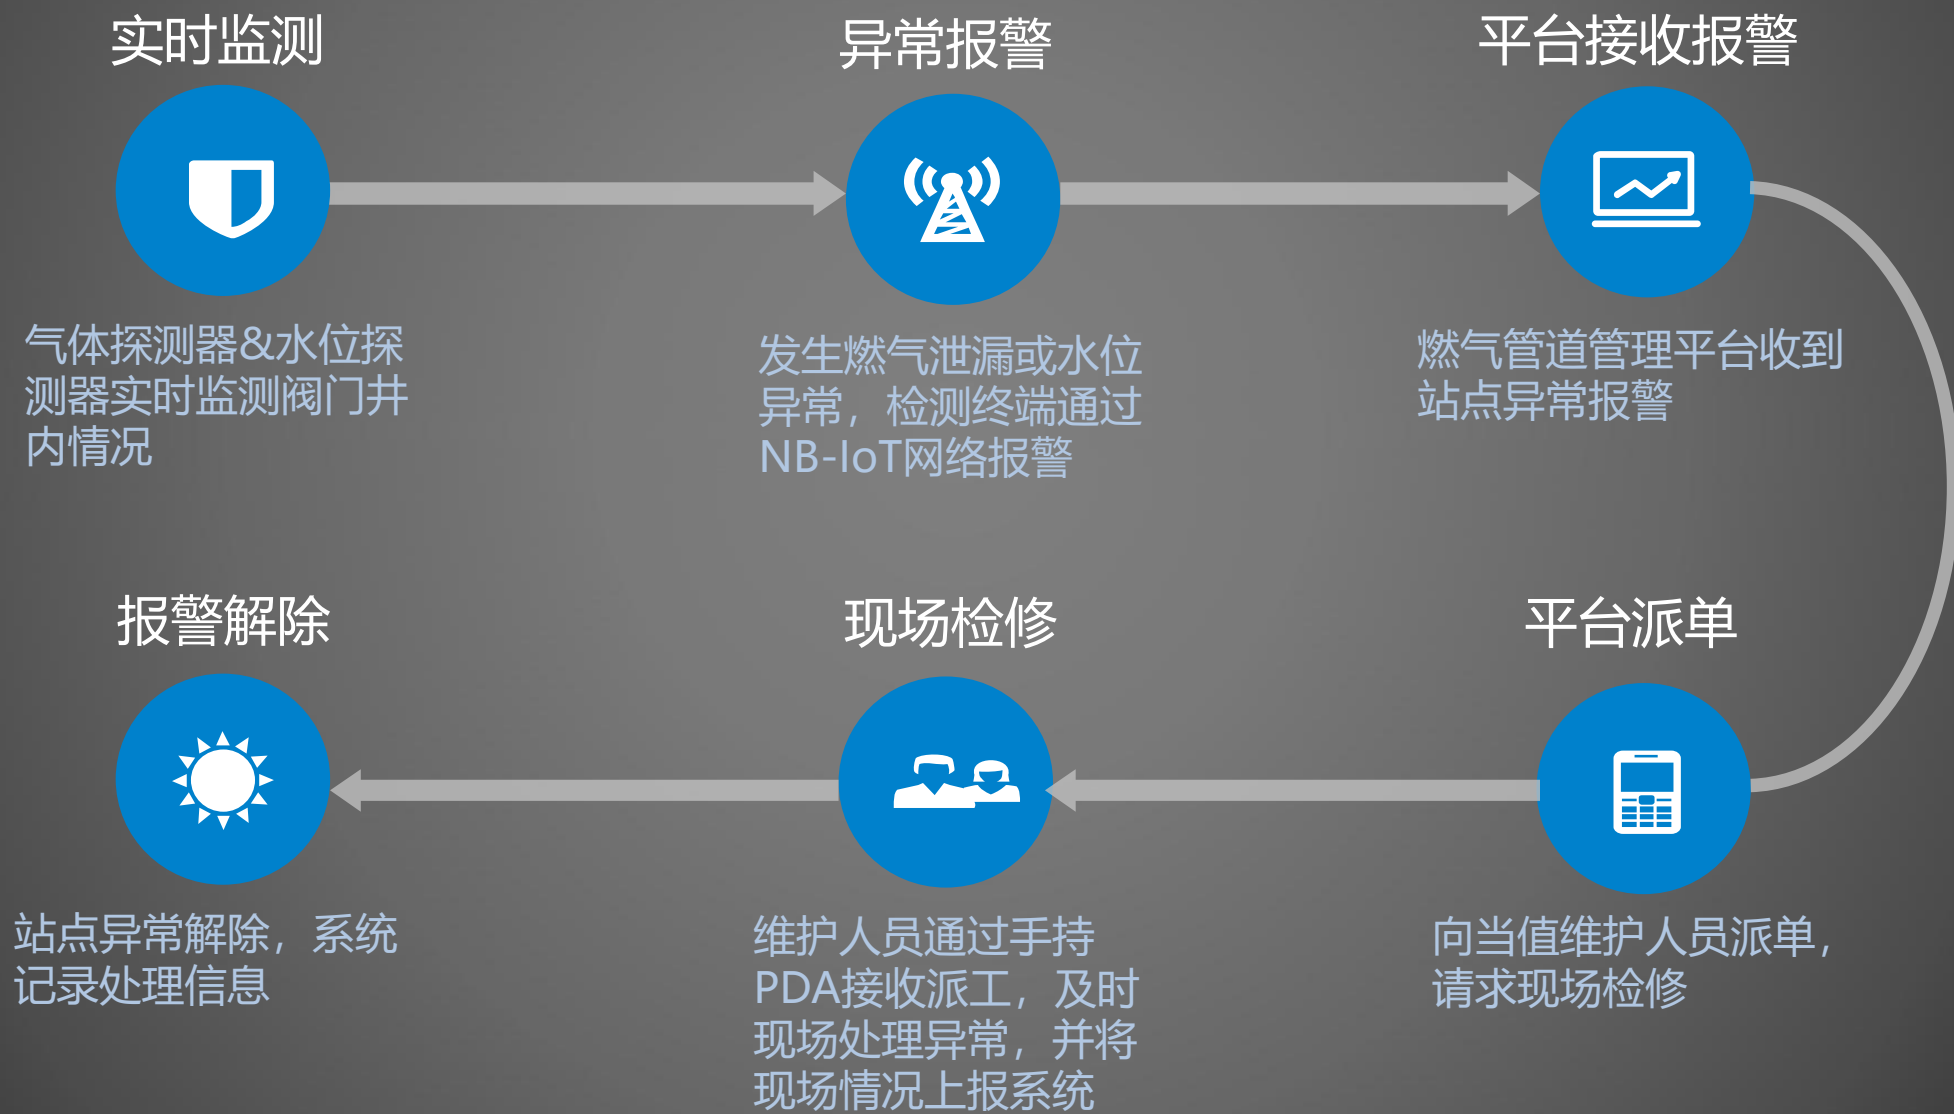 实时监测
异常报警
平台接收报警
气体探测器&水位探
测器实时监测阀门井
内情况
发生燃气泄漏或水位
异常，检测终端通过
NB-IoT网络报警
燃气管道管理平台收到
站点异常报警
报警解除
现场检修
平台派单
站点异常解除，系统
记录处理信息
维护人员通过手持
PDA接收派工，及时
现场处理异常，并将
现场情况上报系统
向当值维护人员派单，
请求现场检修